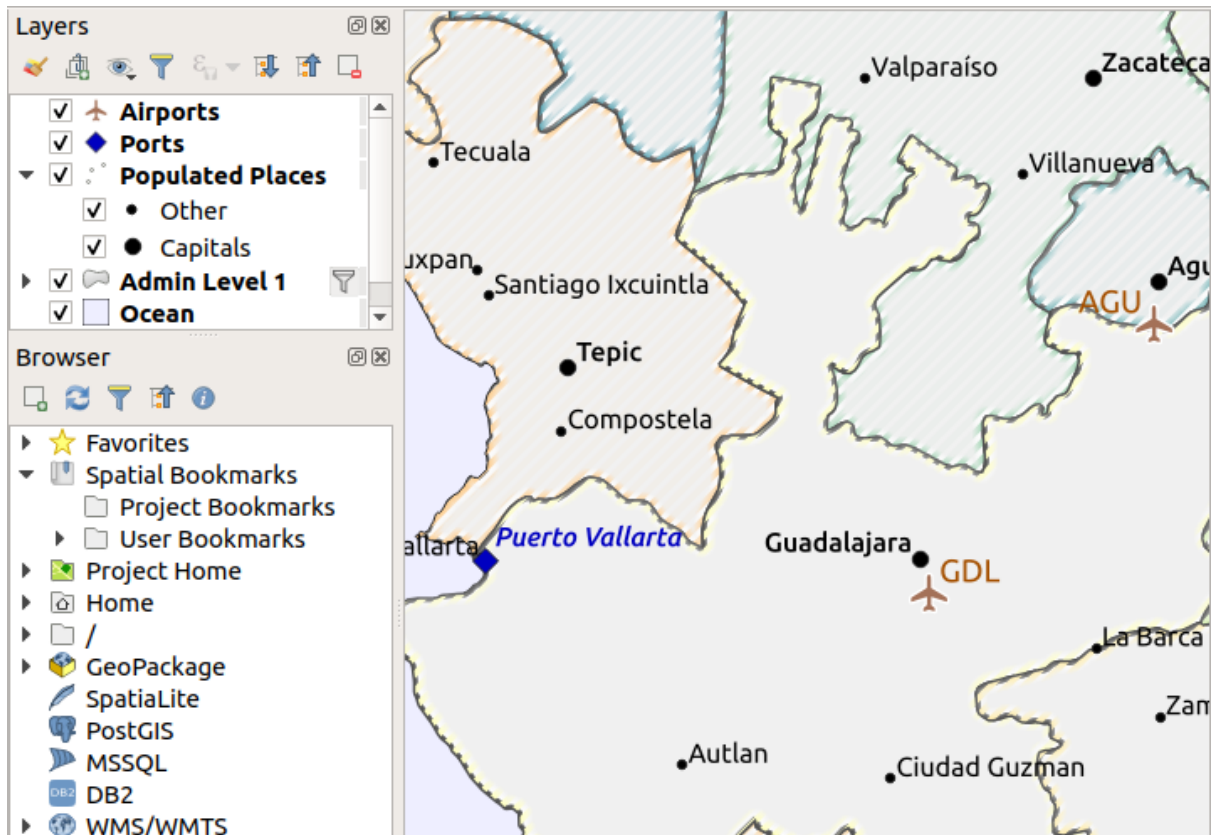 Layers
Airports
Ports
Populated Places
Other
Capitals
Admin Level 1
Ocean
Browser
Favorites
Spatial Bookmarks
Project Bookmarks
User Bookmarks
Project Home
Home
/
GeoPackage
SpatiaLite
PostGIS
MSSQL
DB2
DB2
WMS/WMTS
Valparaíso
Zacateca
Tecuala
Villanueva
uxpan
Santiago Ixcuintla
Agu
AGU
Tepic
Compostela
allarta
Puerto Vallarta
Guadalajara
GDL
La Barca
Zam
Autlan
Ciudad Guzman